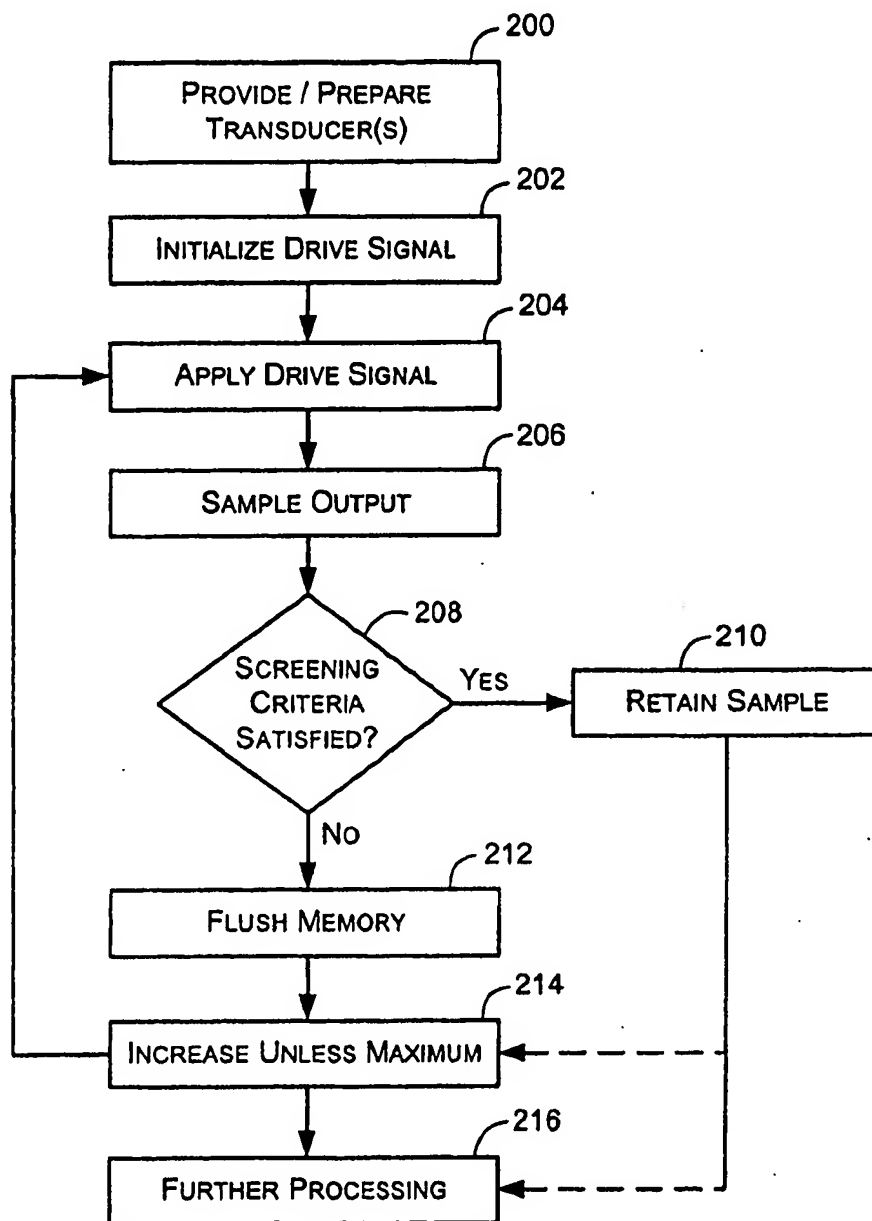 200
PROVIDE / PREPARE
TRANSDUCER(S)
202
INITIALIZE DRIVE SIGNAL
204
APPLY DRIVE SIGNAL
206
SAMPLE OUTPUT
208
SCREENING
CRITERIA
SATISFIED?
YES
210
RETAIN SAMPLE
NO
212
FLUSH MEMORY
214
INCREASE UNLESS MAXIMUM
216
FURTHER PROCESSING